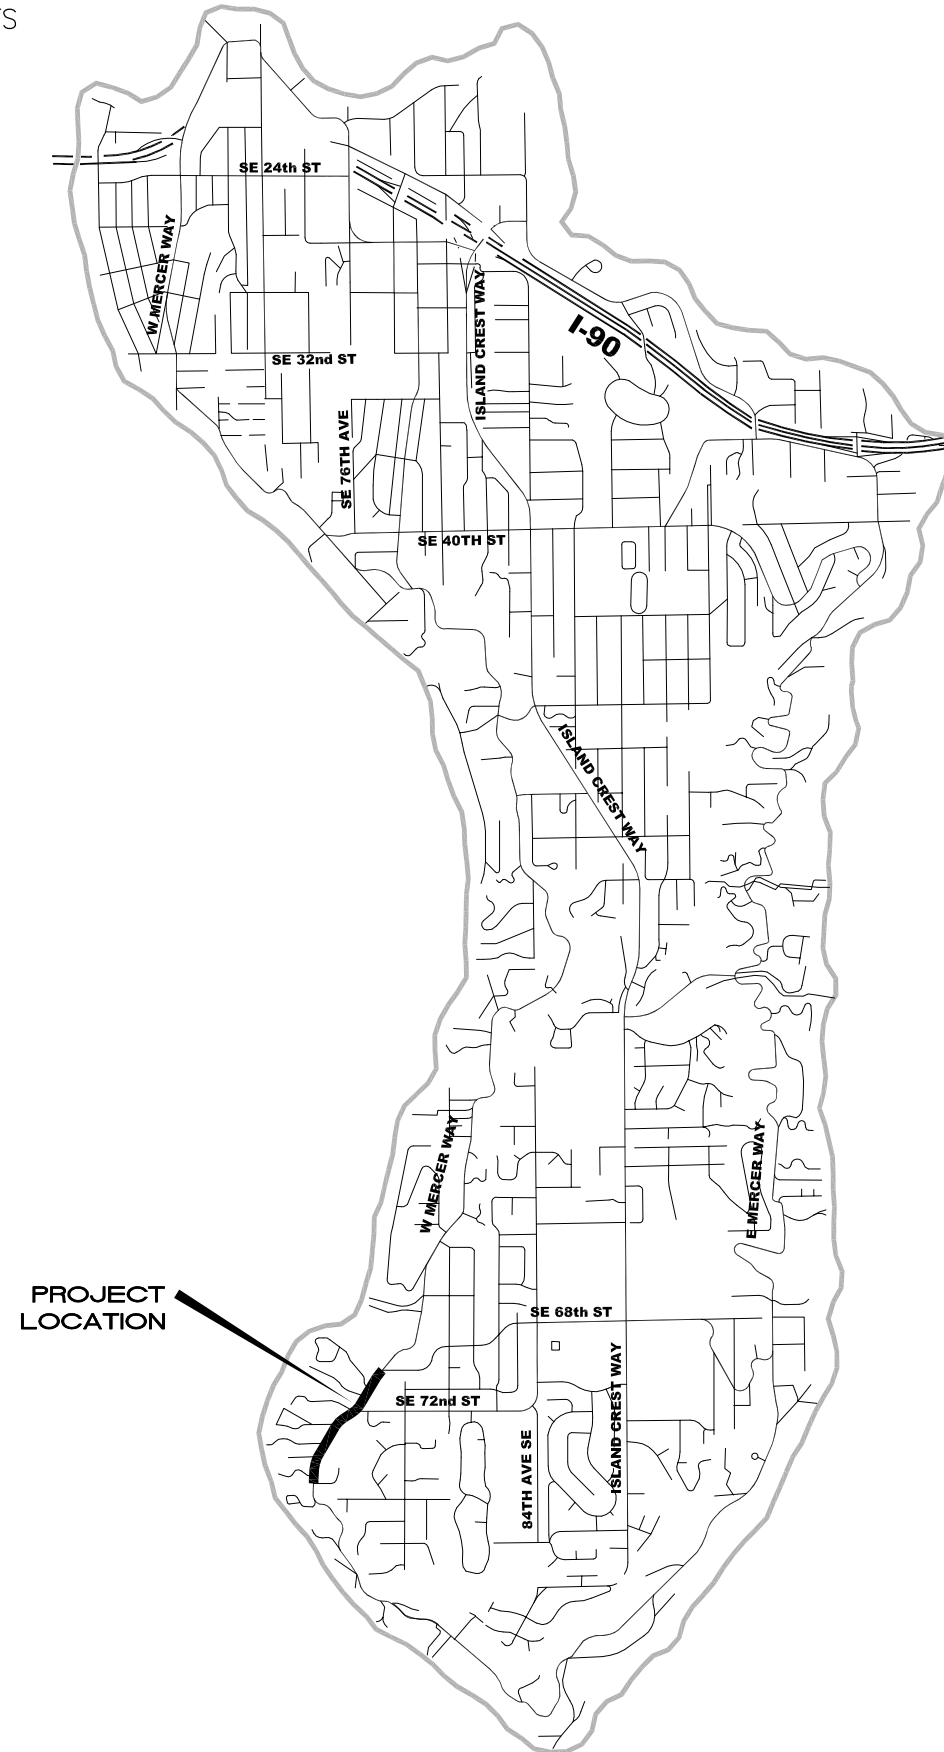 TS
SE 24th ST
W MERCER WAY
ISLAND CREST WAY
I-90
SE 32nd ST
SE 76TH AVE
SE 40TH ST
ISLAND CREST WAY
W MERCER WAY
E MERCER WAY
PROJECT
LOCATION
SE 68th ST
ISLAND CREST WAY
SE 72nd ST
84TH AVE SE